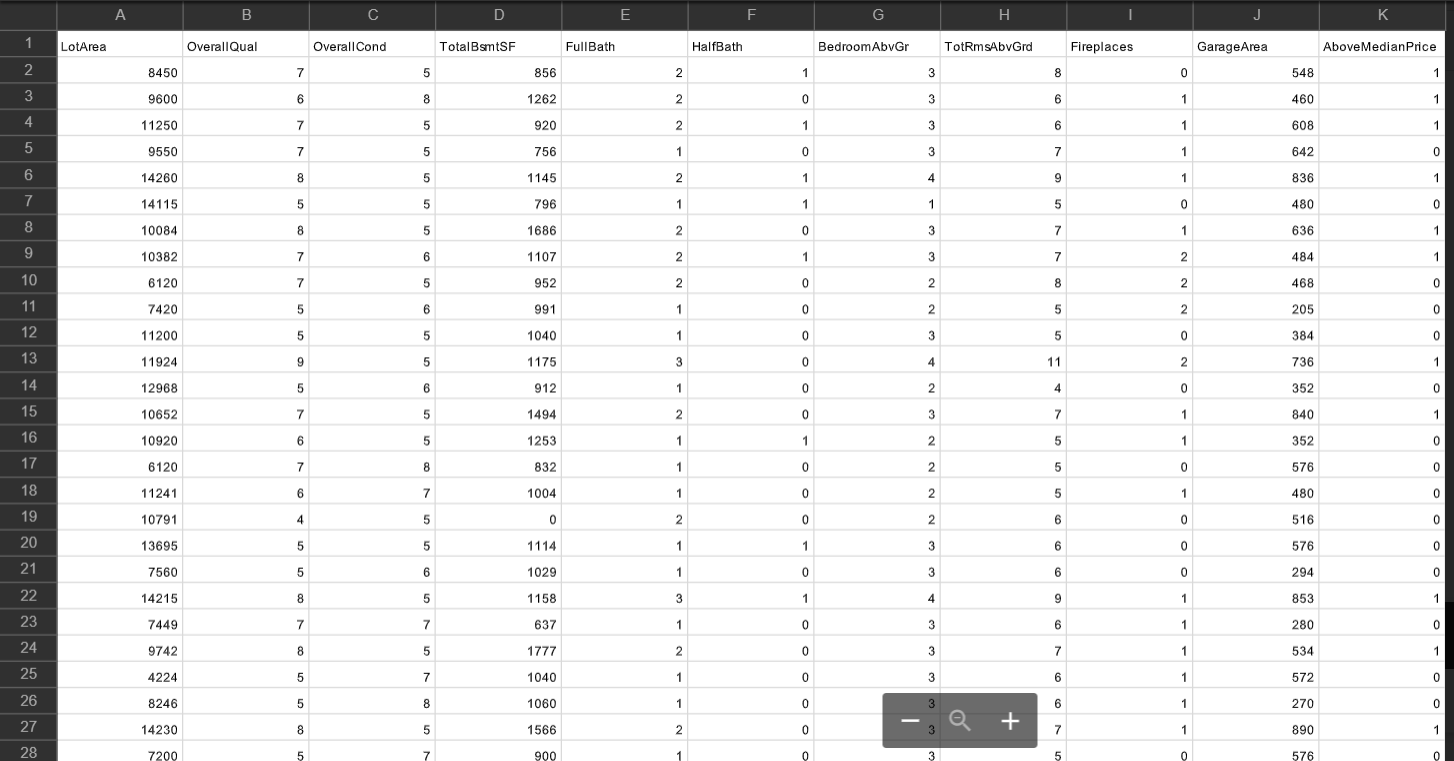 A B C D E F G H I J K
1 LotArea OverallQual OverallCond TotalBsmtSF FullBath HalfBath BedroomAbvGr TotRmsAbvGrd Fireplaces GarageArea AboveMedianPrice
2 8450 7 5 856 2 1 3 8 0 548 1
3 9600 6 8 1262 2 0 3 6 1 460 1
4 11250 7 5 920 2 1 3 6 1 608 1
5 9550 7 5 756 1 0 3 7 1 642 0
6 14260 8 5 1145 2 1 4 9 1 836 1
7 14115 5 5 796 1 1 1 5 0 480 0
8 10084 8 5 1686 2 0 3 7 1 636 1
9 10382 7 6 1107 2 1 3 7 2 484 1
10 6120 7 5 952 2 0 2 8 2 468 0
11 7420 5 6 991 1 0 2 5 2 205 0
12 11200 5 5 1040 1 0 3 5 0 384 0
13 11924 9 5 1175 3 0 4 11 2 736 1
14 12968 5 6 912 1 0 2 4 0 352 0
15 10652 7 5 1494 2 0 3 7 1 840 1
16 10920 6 5 1253 1 1 2 5 1 352 0
17 6120 7 8 832 1 0 2 5 0 576 0
18 11241 6 7 1004 1 0 2 5 1 480 0
19 10791 4 5 0 2 0 2 6 0 516 0
20 13695 5 5 1114 1 1 3 6 0 576 0
21 7560 5 6 1029 1 0 3 6 0 294 0
22 14215 8 5 1158 3 1 4 9 1 853 1
23 7449 7 7 637 1 0 3 6 1 280 0
24 9742 8 5 1777 2 0 3 7 1 534 1
25 4224 5 7 1040 1 0 3 6 1 572 0
26 8246 5 8 1060 1 0 3 6 1 270 0
27 14230 8 5 1566 2 0 3 7 1 890 1
28 7200 5 7 900 1 0 3 5 0 576 0